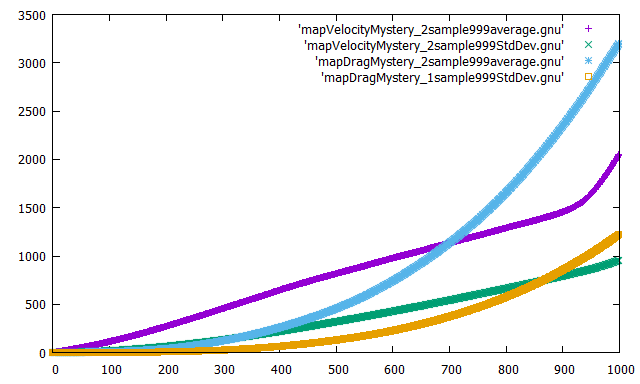 3500
3000
2500
2000
1500
1000
500
0
'mapVelocityMystery_2sample999average.gnu'
'mapVelocityMystery_2sample999StdDev.gnu'
'mapDragMystery_2sample999average.gnu'
'mapDragMystery_1sample999StdDev.gnu'
0 100 200 300 400 500 600 700 800 900 1000